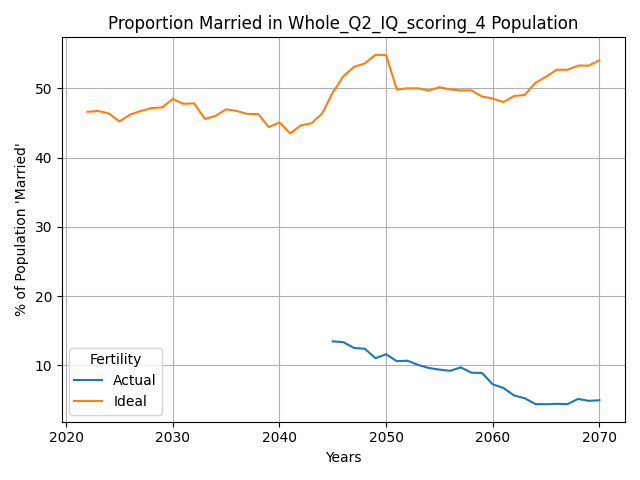 Proportion Married in Whole_Q2_IQ_scoring_4 Population
% of Population 'Married'
50
40
30
20
10
Fertility
Actual
Ideal
2020 2030 2040 2050 2060 2070
Years